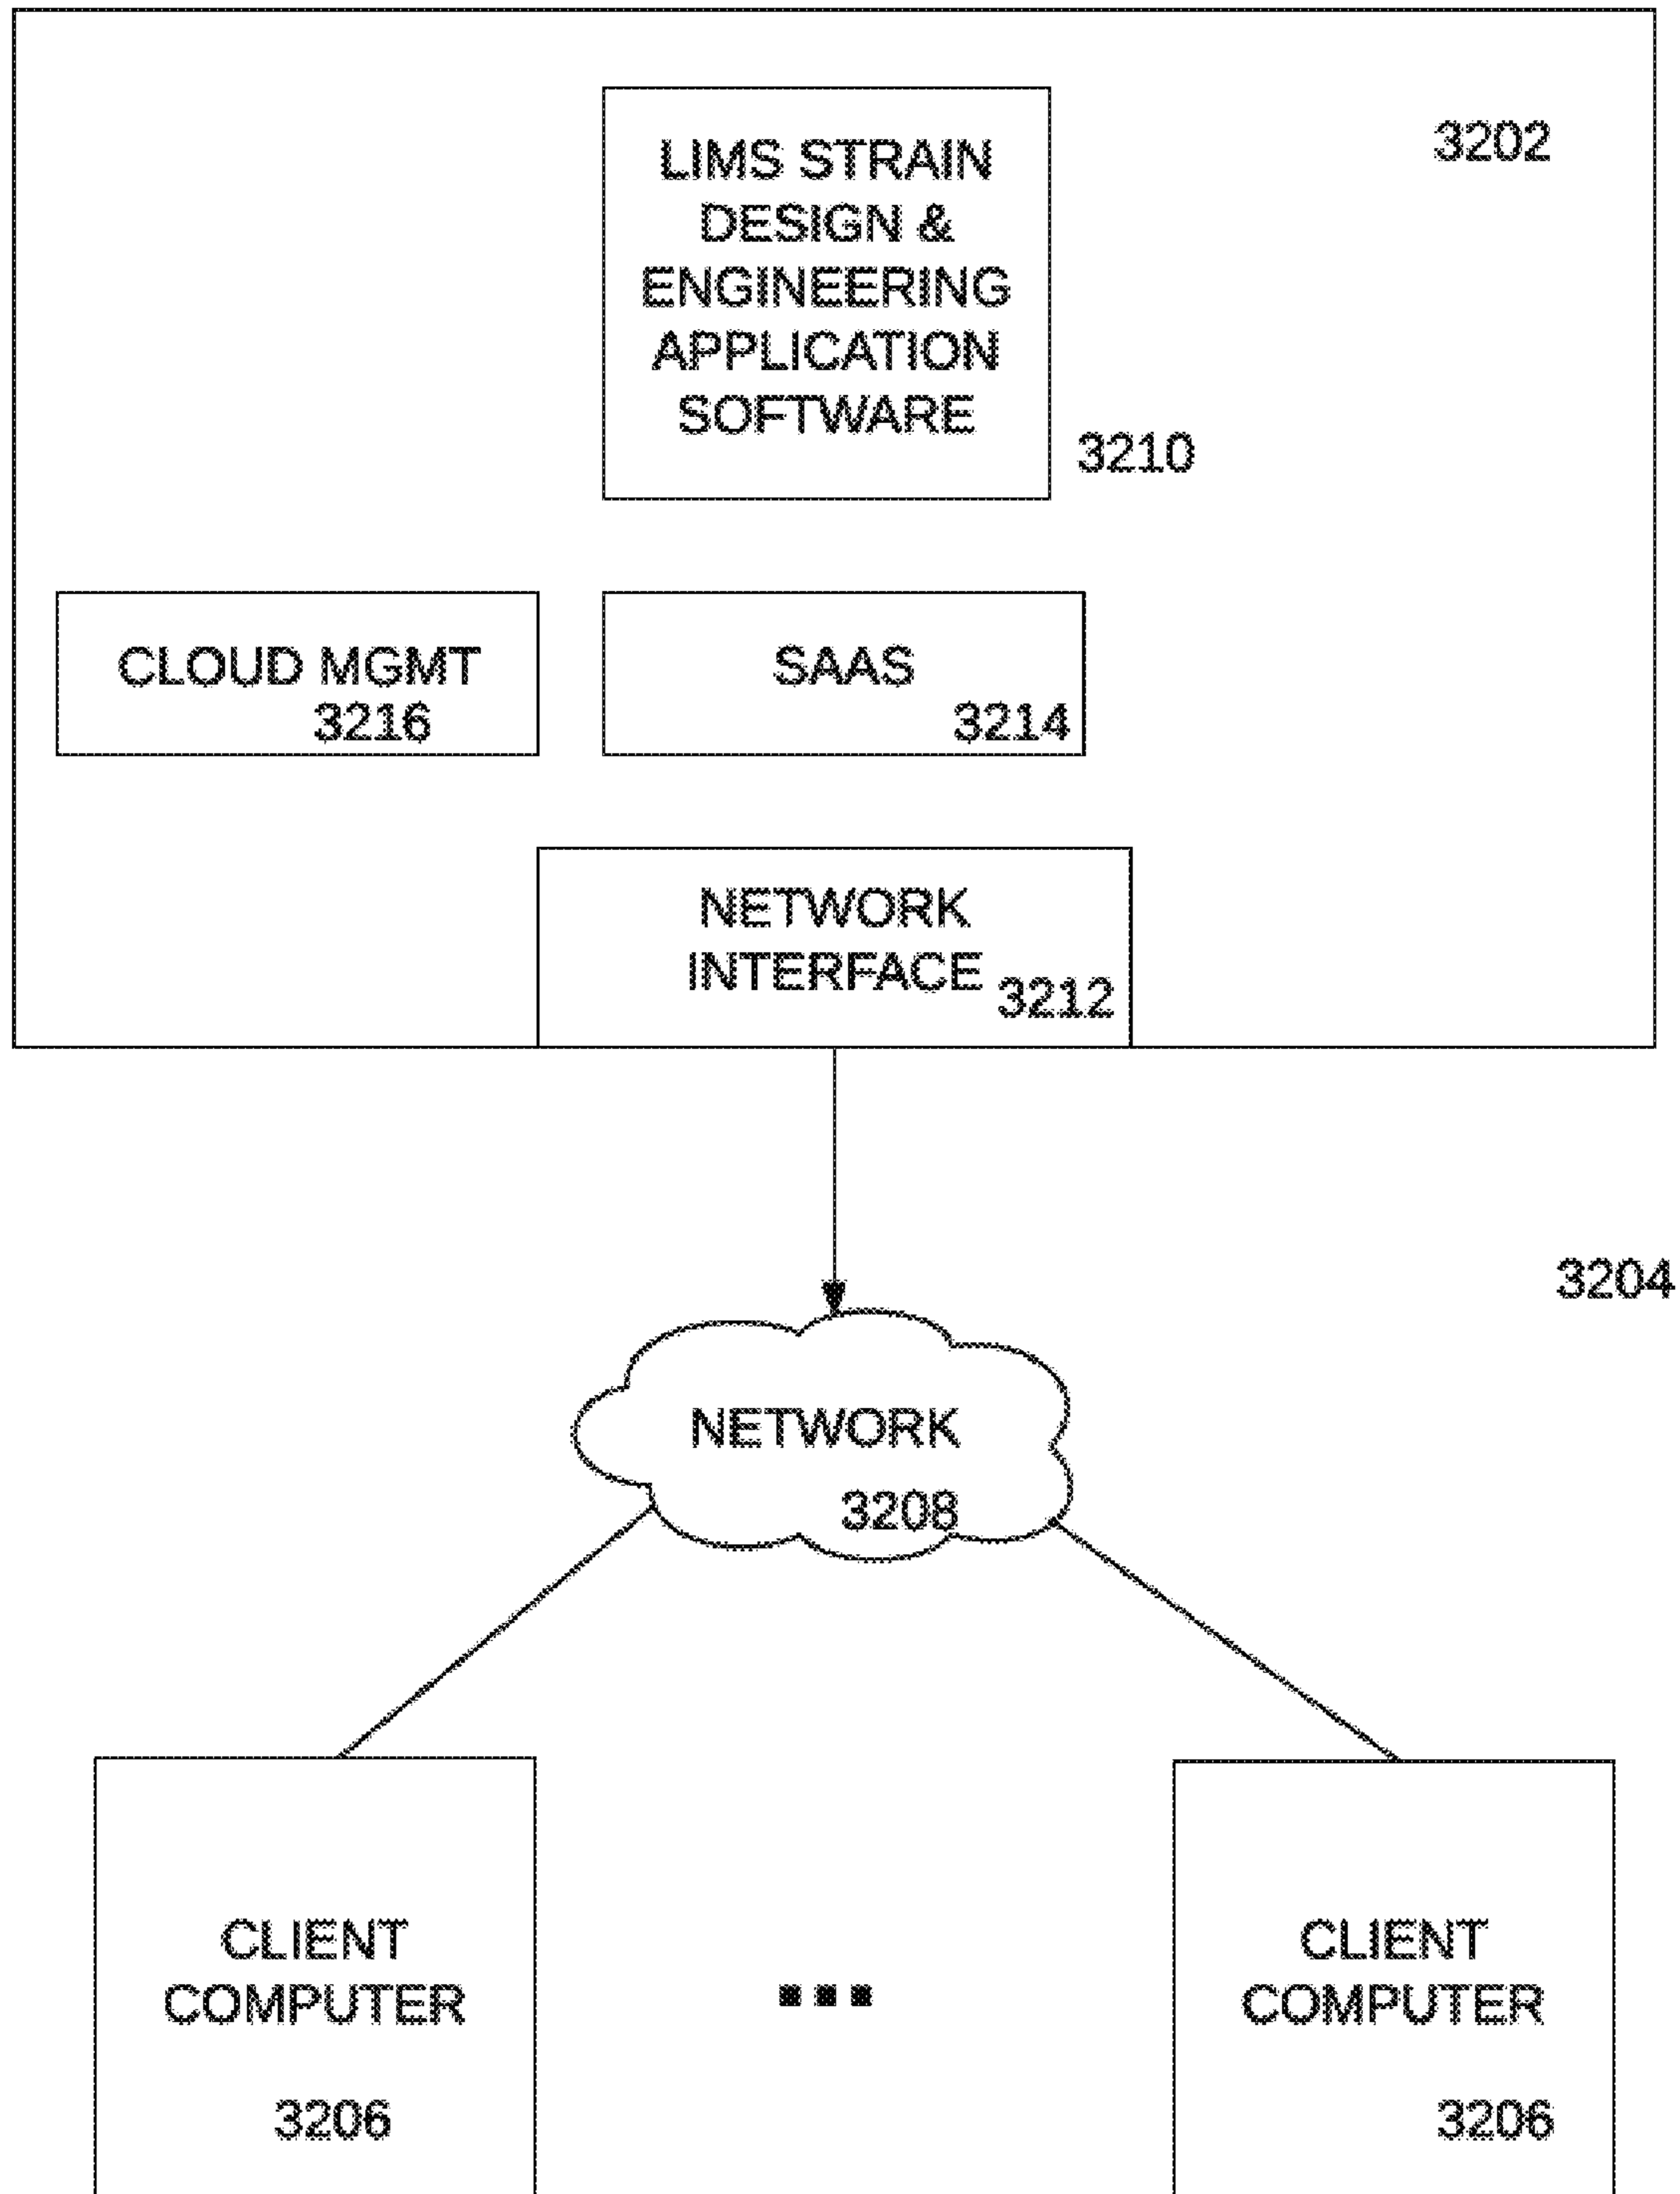 3202
LIMS STRAIN
DESIGN &
ENGINEERING
APPLICATION
SOFTWARE
3210
CLOUD MGMT
3216
SAAS
3214
NETWORK
INTERFACE
3212
3204
NETWORK
3208
CLIENT
COMPUTER
3206
CLIENT
COMPUTER
3206